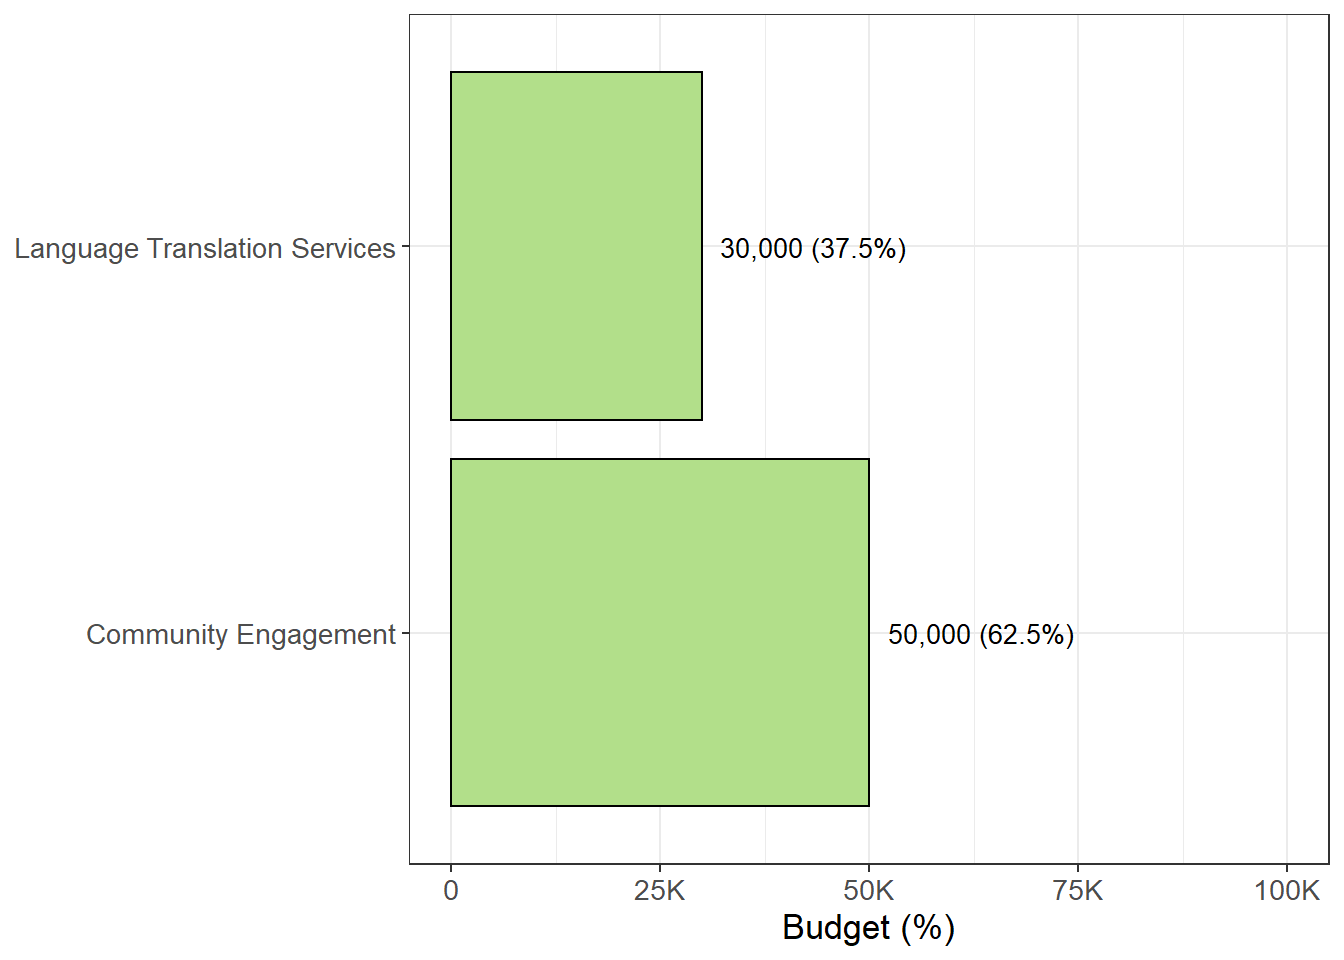 Language Translation Services
30,000 (37.5%)
Community Engagement
50,000 (62.5%)
0 25K 50K 75K 100K
Budget (%)